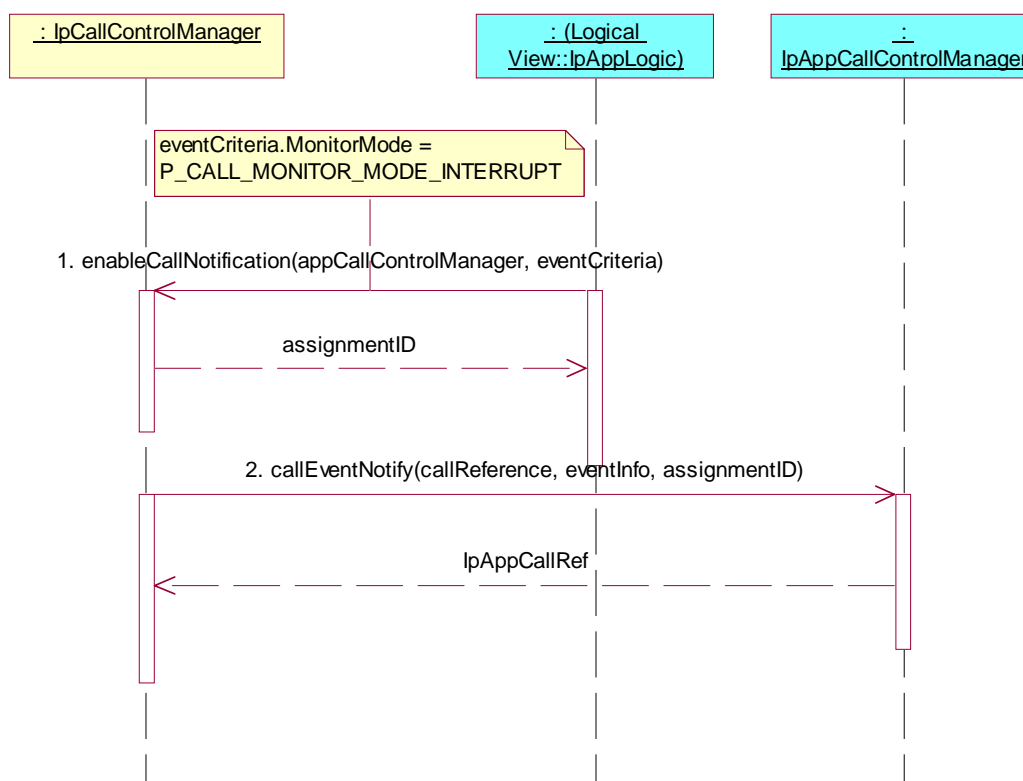 : IpCallControlManager
: (Logical
View::IpAppLogic)
:
IpAppCallControlManager
eventCriteria.MonitorMode =
P_CALL_MONITOR_MODE_INTERRUPT
1. enableCallNotification(appCallControlManager, eventCriteria)
assignmentID
2. callEventNotify(callReference, eventInfo, assignmentID)
IpAppCallRef